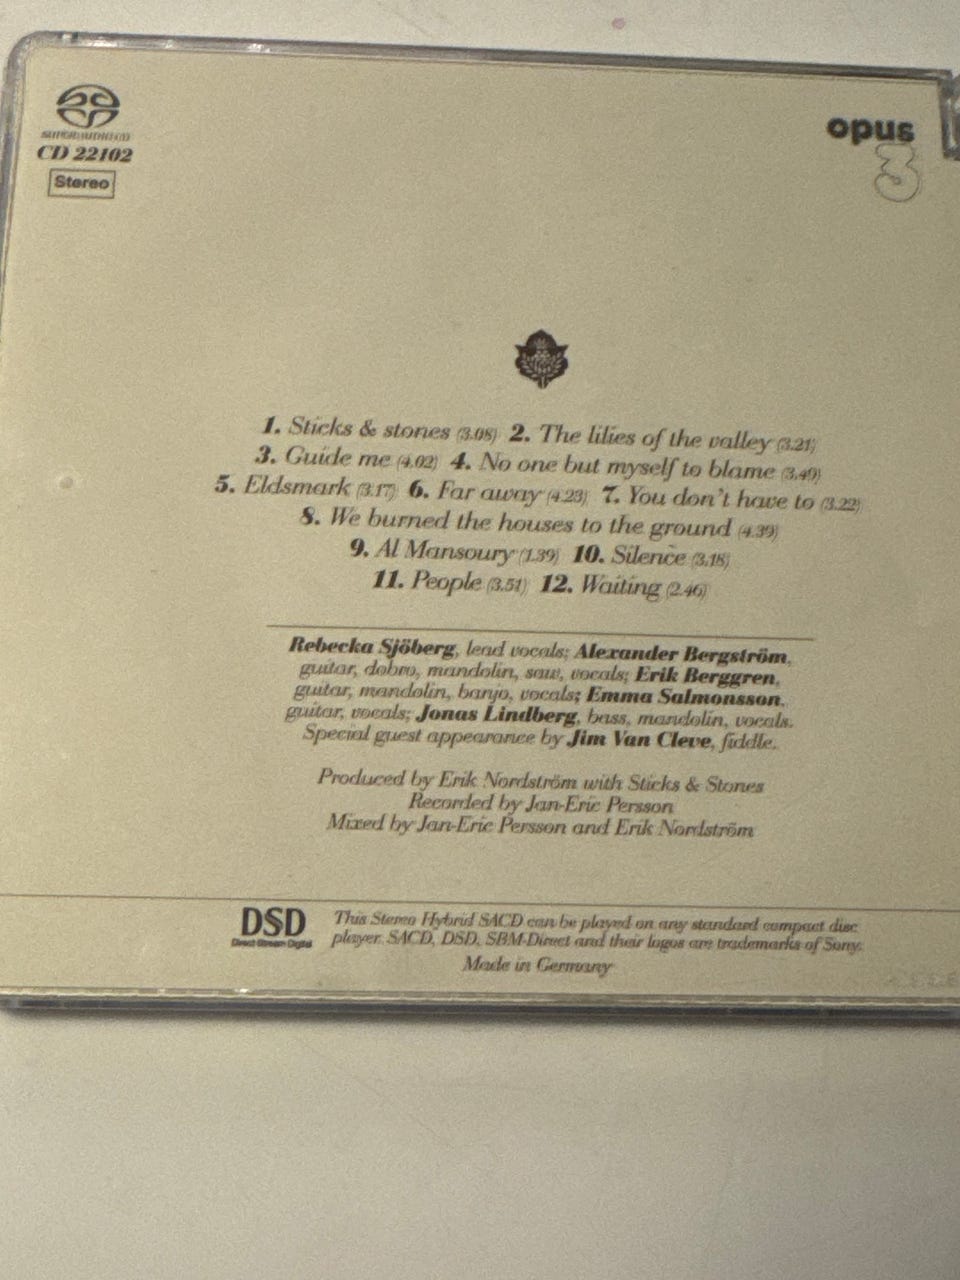 SUPER AUDIO CD
CD 22102
Stereo
opus
3
1. Sticks & stones (3.08) 2. The lilies of the valley (3.21)
3. Guide me (4.02) 4. No one but myself to blame (3.49)
5. Eldsmark (3.17) 6. Far away (4.23) 7. You don't have to (3.22)
8. We burned the houses to the ground (4.39)
9. Al Mansoury (1.39) 10. Silence (3.18)
11. People (3.51) 12. Waiting (2.46)
Rebecka Sjöberg, lead vocals; Alexander Bergström,
guitar, dobro, mandolin, saw, vocals; Erik Berggren,
guitar, mandolin, banjo, vocals; Emma Salmonsson,
guitar, vocals; Jonas Lindberg, bass, mandolin, vocals.
Special guest appearance by Jim Van Cleve, fiddle.
Produced by Erik Nordström with Sticks & Stones
Recorded by Jan-Eric Persson
Mixed by Jan-Eric Persson and Erik Nordström
DSD
Direct Stream Digital
This Stereo Hybrid SACD can be played on any standard compact disc
player. SACD, DSD, SBM-Direct and their logos are trademarks of Sony.
Made in Germany